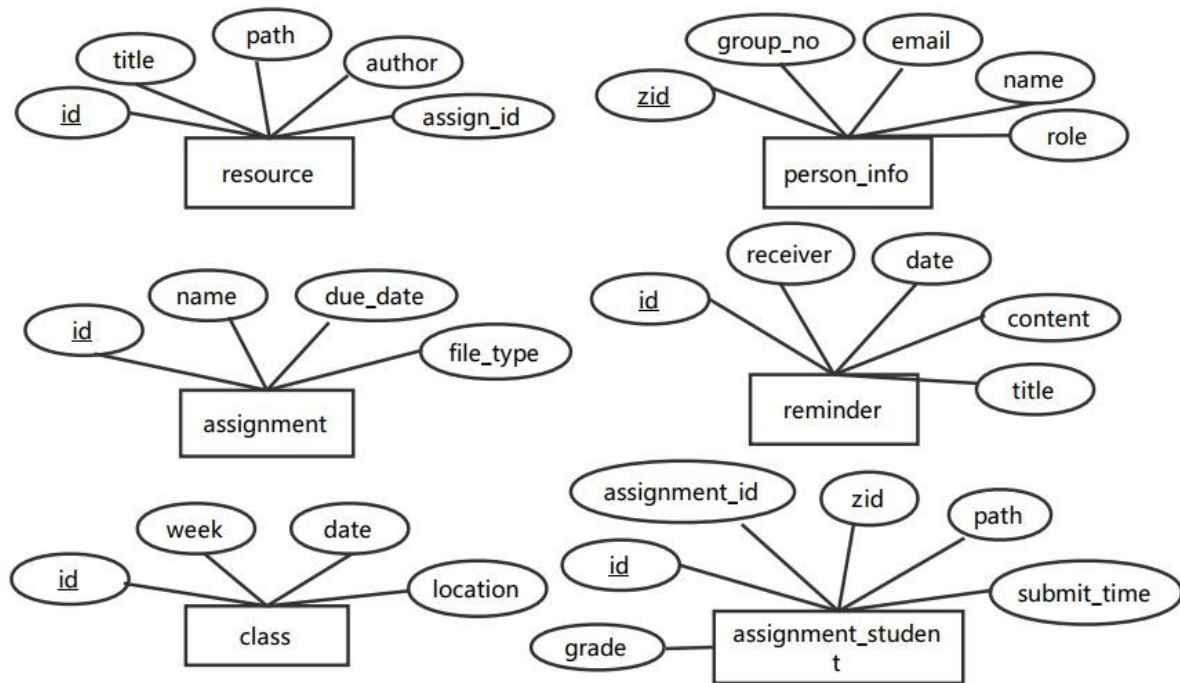 path
title
author
id
assign_id
resource
group_no
email
name
zid
role
person_info
name
due_date
id
file_type
assignment
receiver
date
id
content
title
reminder
week
date
id
location
class
assignment_id
zid
path
id
submit_time
grade
assignment_studen
t